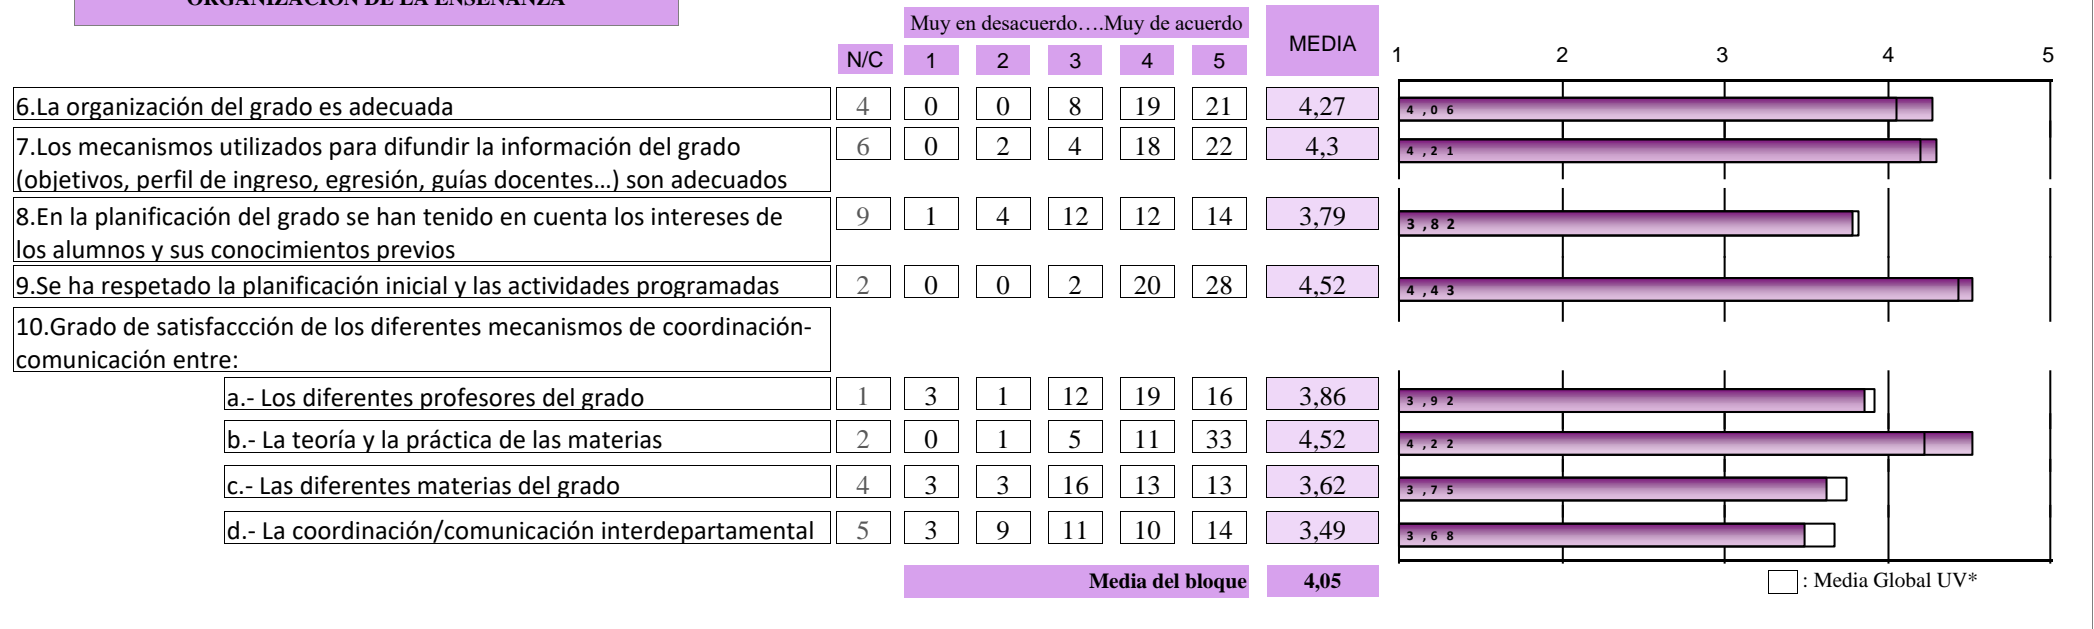 ORGANIZACIÓN DE LA ENSEÑANZA
Muy en desacuerdo….Muy de acuerdo
MEDIA
N/C 1 2 3 4 5
1 2 3 4 5
6.La organización del grado es adecuada 4 0 0 8 19 21 4,27 4,06
7.Los mecanismos utilizados para difundir la información del grado 6 0 2 4 18 22 4,3 4,21
(objetivos, perfil de ingreso, egresión, guías docentes…) son adecuados
8.En la planificación del grado se han tenido en cuenta los intereses de 9 1 4 12 12 14 3,79 3,82
los alumnos y sus conocimientos previos
9.Se ha respetado la planificación inicial y las actividades programadas 2 0 0 2 20 28 4,52 4,43
10.Grado de satisfaccción de los diferentes mecanismos de coordinación-
comunicación entre:
a.- Los diferentes profesores del grado 1 3 1 12 19 16 3,86 3,92
b.- La teoría y la práctica de las materias 2 0 1 5 11 33 4,52 4,22
c.- Las diferentes materias del grado 4 3 3 16 13 13 3,62 3,75
d.- La coordinación/comunicación interdepartamental 5 3 9 11 10 14 3,49 3,68
Media del bloque 4,05
: Media Global UV*